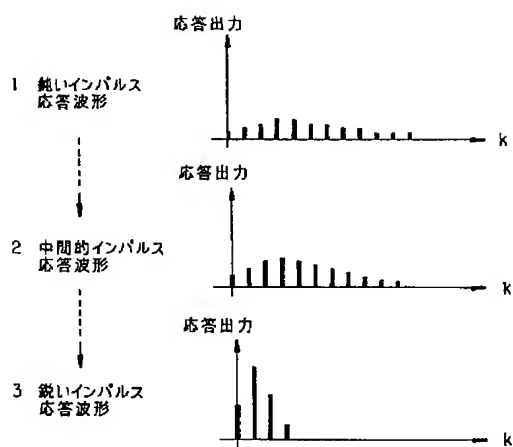 応答出力
1 鈍いインパルス
応答波形
k
応答出力
2 中間的インパルス
応答波形
k
応答出力
3 鋭いインパルス
応答波形
k